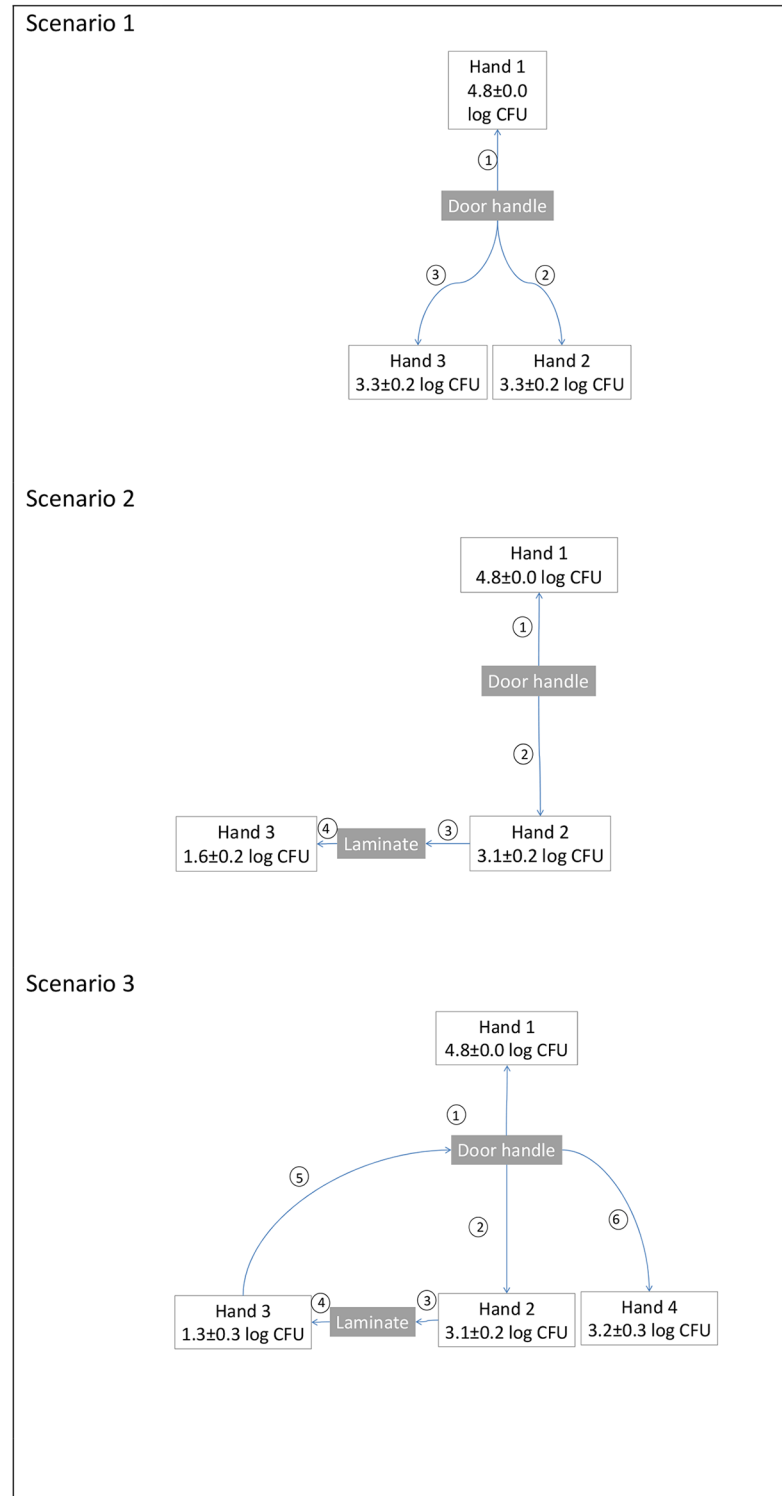 Scenario 1
Hand 1
4.8±0.0
log CFU
①
Door handle
③
②
Hand 3
3.3±0.2 log CFU
Hand 2
3.3±0.2 log CFU
Scenario 2
Hand 1
4.8±0.0 log CFU
①
Door handle
②
Hand 3
1.6±0.2 log CFU
④
Laminate
③
Hand 2
3.1±0.2 log CFU
Scenario 3
Hand 1
4.8±0.0 log CFU
①
Door handle
⑤
②
⑥
Hand 3
1.3±0.3 log CFU
④
Laminate
③
Hand 2
3.1±0.2 log CFU
Hand 4
3.2±0.3 log CFU